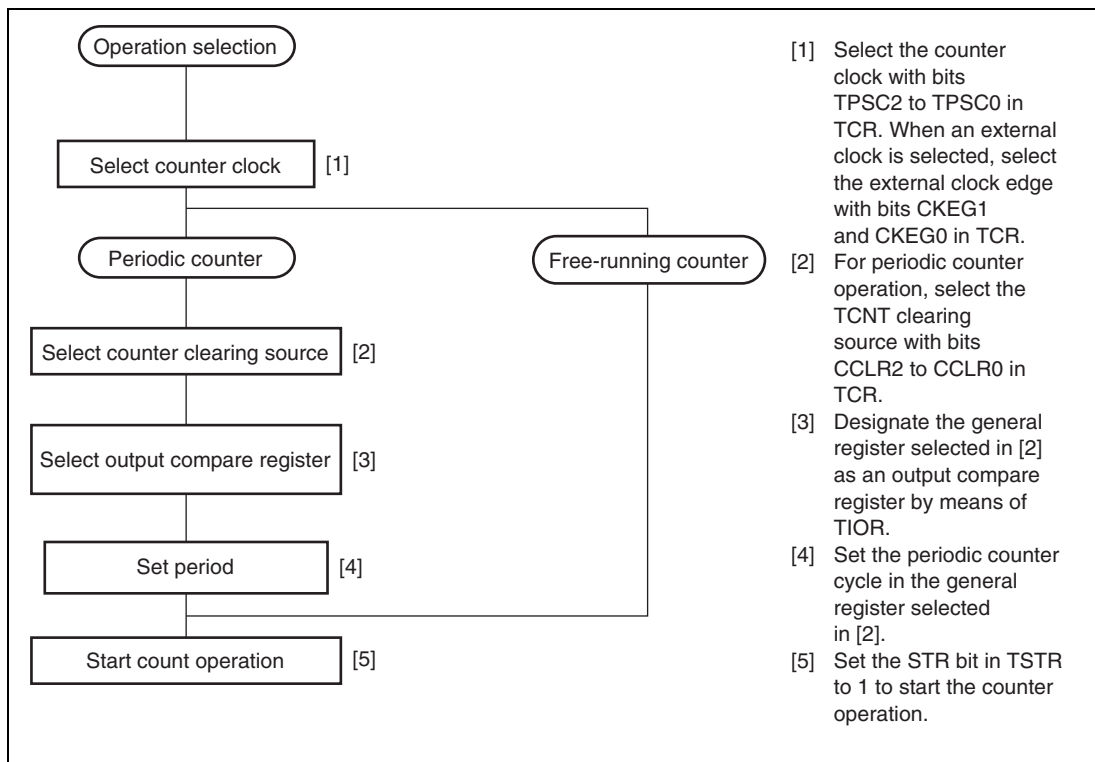 Operation selection
Select counter clock
[1]
Periodic counter
Free-running counter
Select counter clearing source
[2]
Select output compare register
[3]
Set period
[4]
Start count operation
[5]
[1] Select the counter
clock with bits
TPSC2 to TPSC0 in
TCR. When an external
clock is selected, select
the external clock edge
with bits CKEG1
and CKEG0 in TCR.
[2] For periodic counter
operation, select the
TCNT clearing
source with bits
CCLR2 to CCLR0 in
TCR.
[3] Designate the general
register selected in [2]
as an output compare
register by means of
TIOR.
[4] Set the periodic counter
cycle in the general
register selected
in [2].
[5] Set the STR bit in TSTR
to 1 to start the counter
operation.